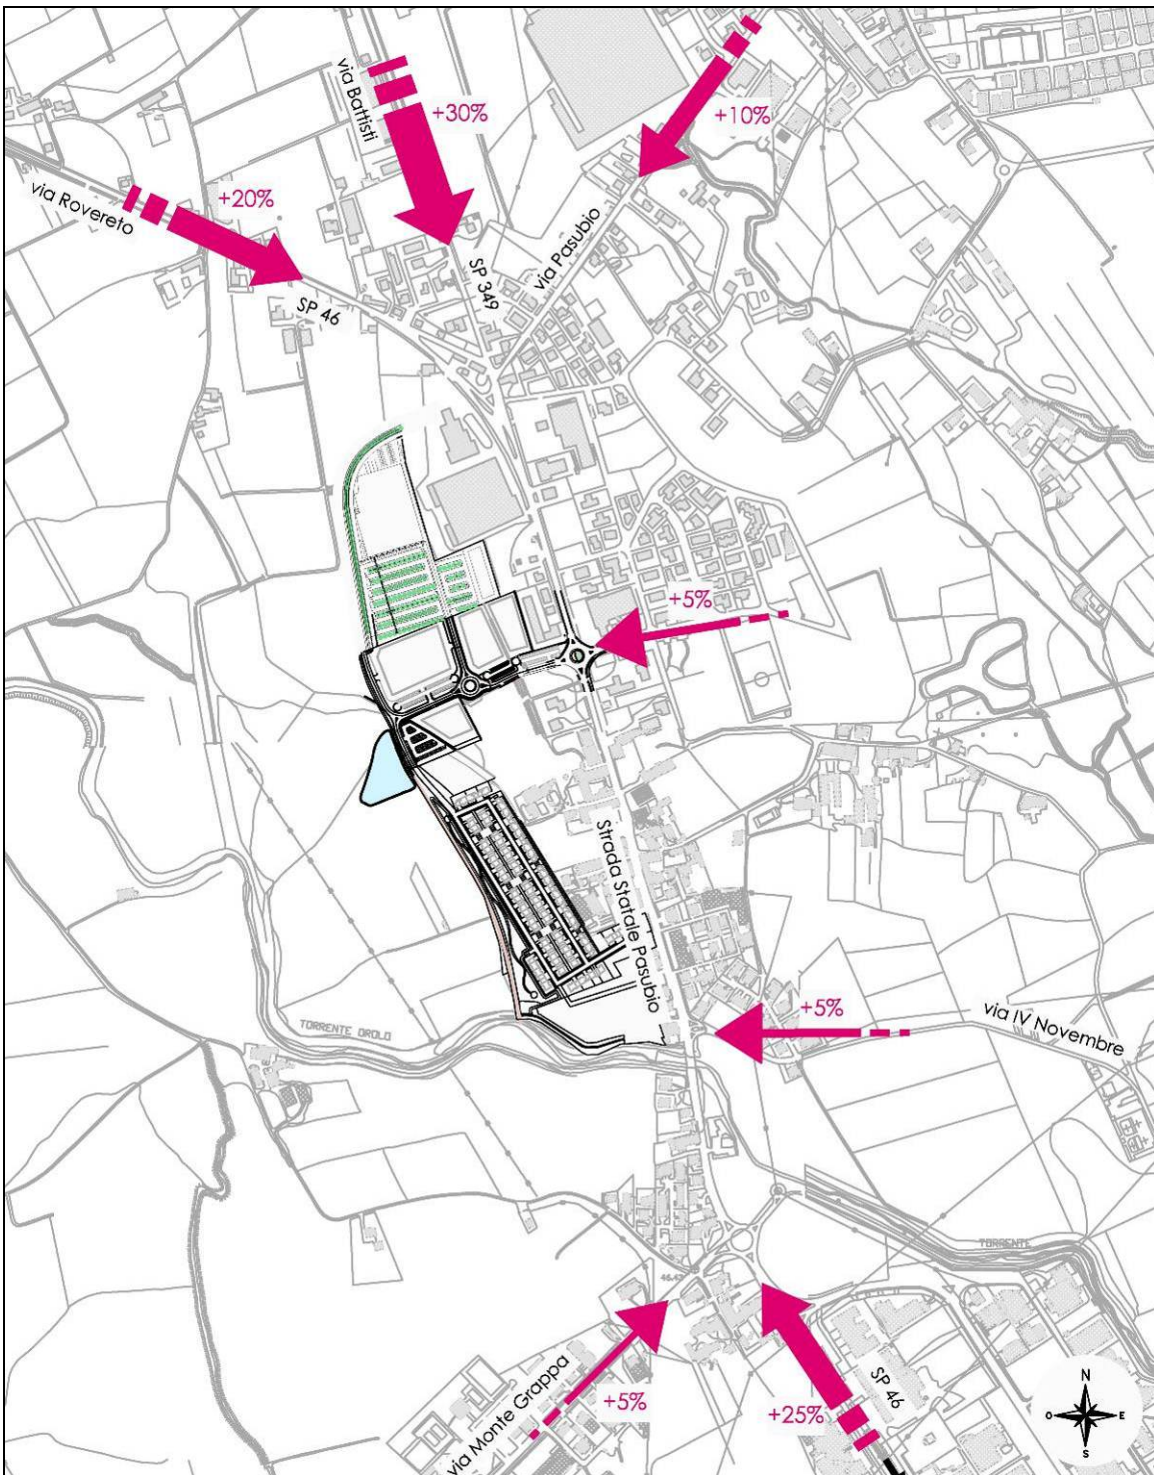 via Battisti
+30%
+10%
via Rovereto
+20%
via Pasubio
SP 349
SP 46
+5%
Strada Statale Pasubio
+5%
via IV Novembre
TORRENTE OROLO
TORRENTE
via Monte Grappa
+5%
+25%
SP 46
N
O
E
S